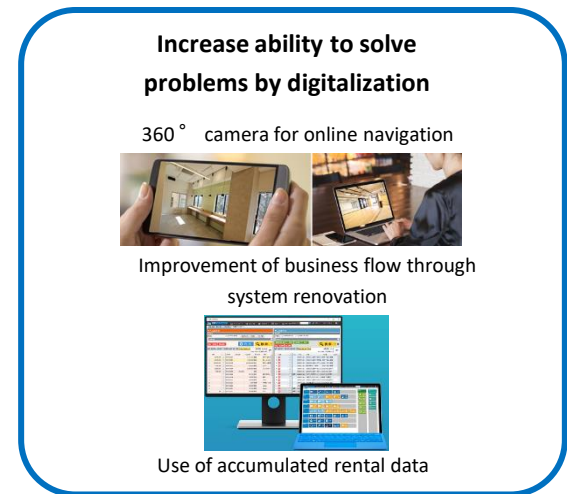 Increase ability to solve
problems by digitalization
360° camera for online navigation
Improvement of business flow through
system renovation
Use of accumulated rental data